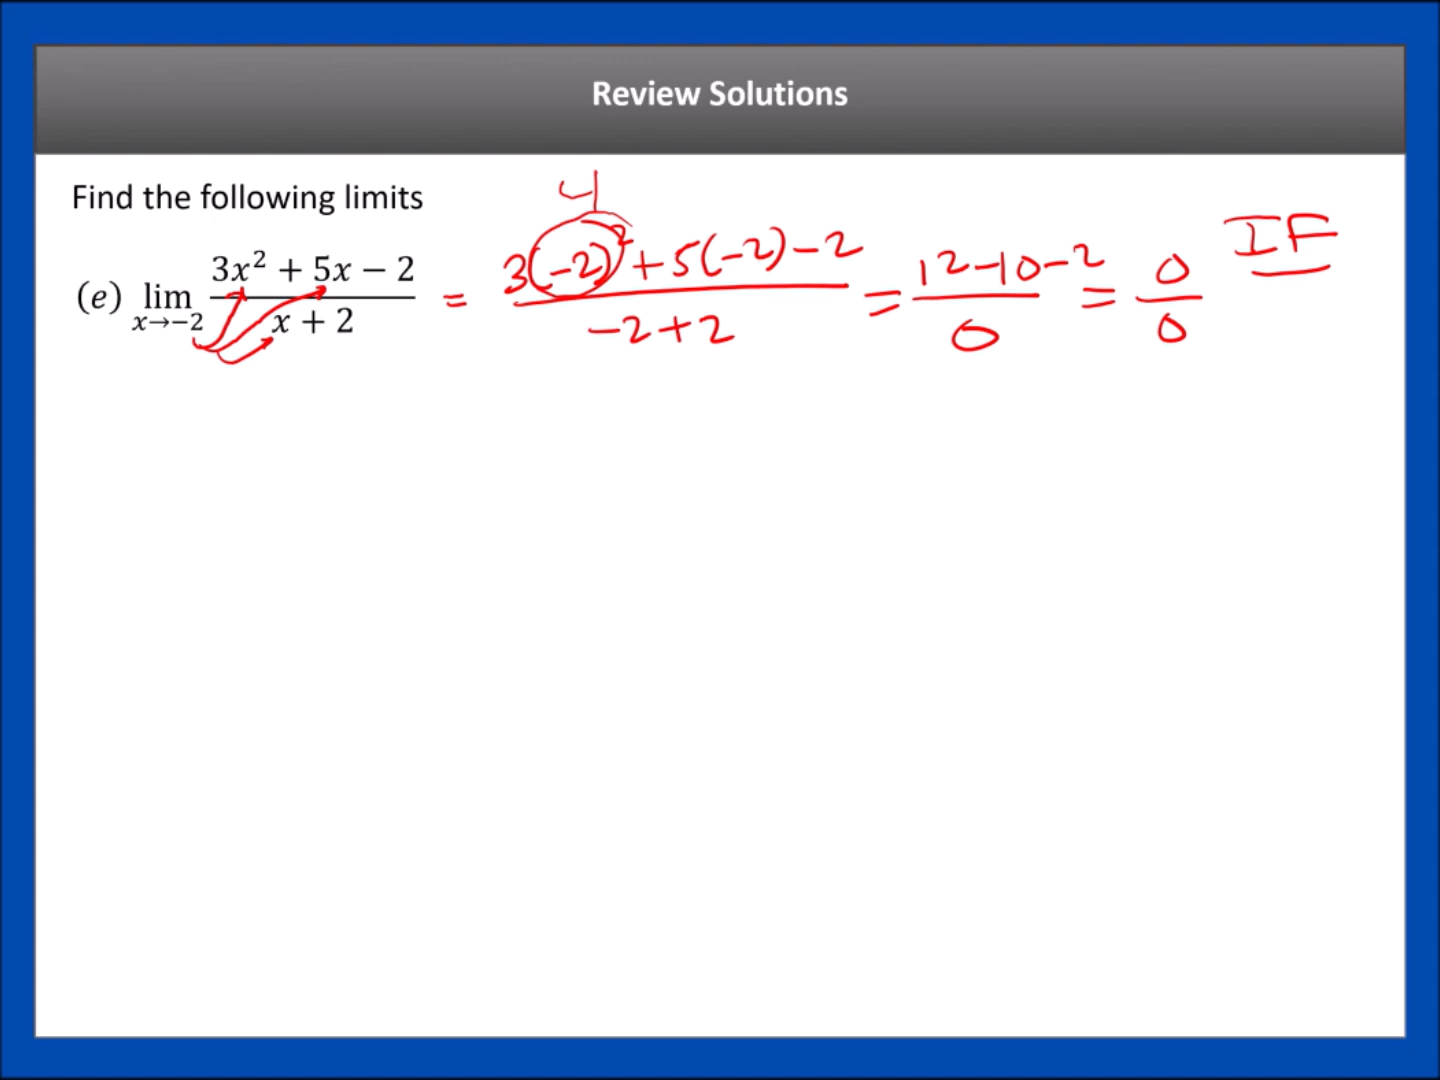 Review Solutions
Find the following limits
(e) lim x→−2 (3x² + 5x − 2)/(x + 2) = (3(-2)² + 5(-2) - 2)/(-2 + 2) = (12 - 10 - 2)/0 = 0/0 IF
4